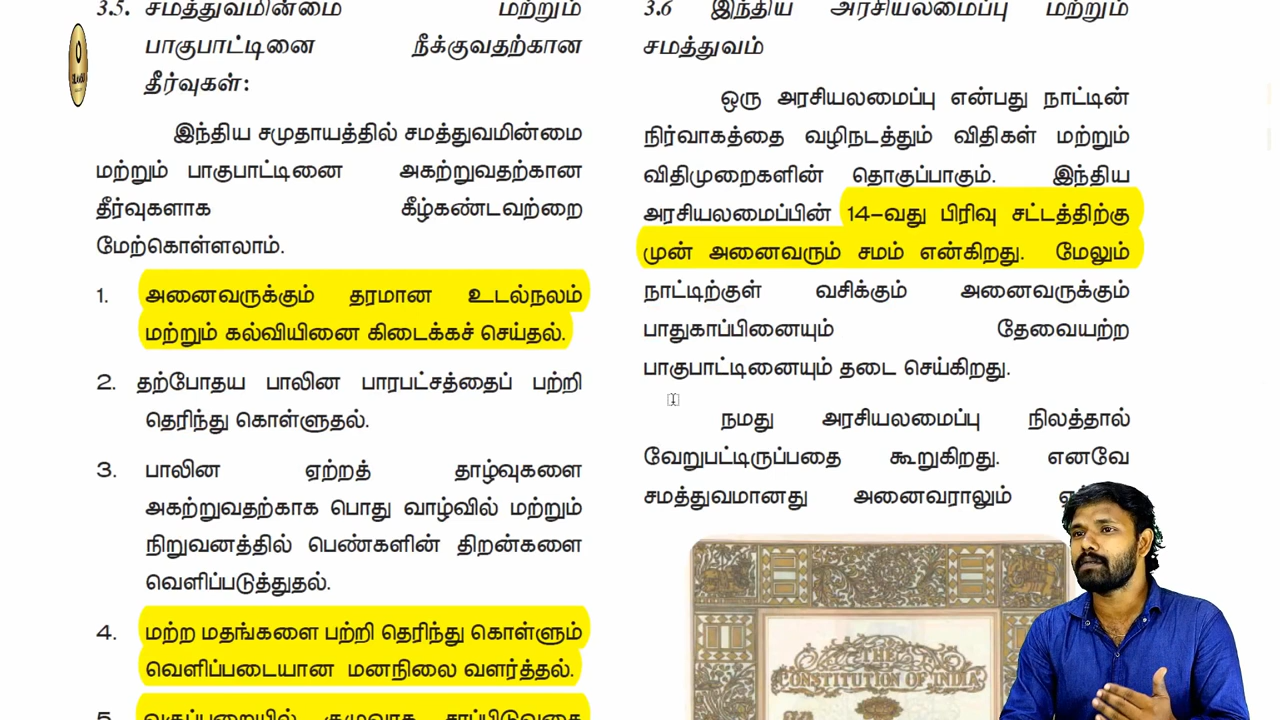 3.5. சமத்துவமின்மை மற்றும்
பாகுபாட்டினை நீக்குவதற்கான
தீர்வுகள்:
இந்திய சமுதாயத்தில் சமத்துவமின்மை
மற்றும் பாகுபாட்டினை அகற்றுவதற்கான
தீர்வுகளாக கீழ்கண்டவற்றை
மேற்கொள்ளலாம்.
1. அனைவருக்கும் தரமான உடல்நலம்
மற்றும் கல்வியினை கிடைக்கச் செய்தல்.
2. தற்போதய பாலின பாரபட்சத்தைப் பற்றி
தெரிந்து கொள்ளுதல்.
3. பாலின ஏற்றத் தாழ்வுகளை
அகற்றுவதற்காக பொது வாழ்வில் மற்றும்
நிறுவனத்தில் பெண்களின் திறன்களை
வெளிப்படுத்துதல்.
4. மற்ற மதங்களை பற்றி தெரிந்து கொள்ளும்
வெளிப்படையான மனநிலை வளர்த்தல்.
5. வகுப்பறையில் குழுவாக சாப்பிடுவதை
3.6 இந்திய அரசியலமைப்பு மற்றும்
சமத்துவம்
ஒரு அரசியலமைப்பு என்பது நாட்டின்
நிர்வாகத்தை வழிநடத்தும் விதிகள் மற்றும்
விதிமுறைகளின் தொகுப்பாகும். இந்திய
அரசியலமைப்பின் 14–வது பிரிவு சட்டத்திற்கு
முன் அனைவரும் சமம் என்கிறது. மேலும்
நாட்டிற்குள் வசிக்கும் அனைவருக்கும்
பாதுகாப்பினையும் தேவையற்ற
பாகுபாட்டினையும் தடை செய்கிறது.
நமது அரசியலமைப்பு நிலத்தால்
வேறுபட்டிருப்பதை கூறுகிறது. எனவே
சமத்துவமானது அனைவராலும்
THE
CONSTITUTION OF INDIA